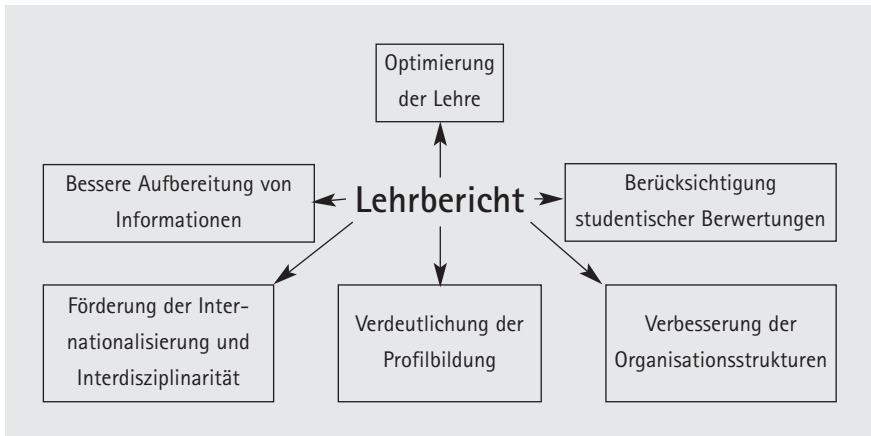 Optimierung
der Lehre
Bessere Aufbereitung von
Informationen
Lehrbericht
Berücksichtigung
studentischer Berwertungen
Förderung der Inter-
nationalisierung und
Interdisziplinarität
Verdeutlichung der
Profilbildung
Verbesserung der
Organisationsstrukturen